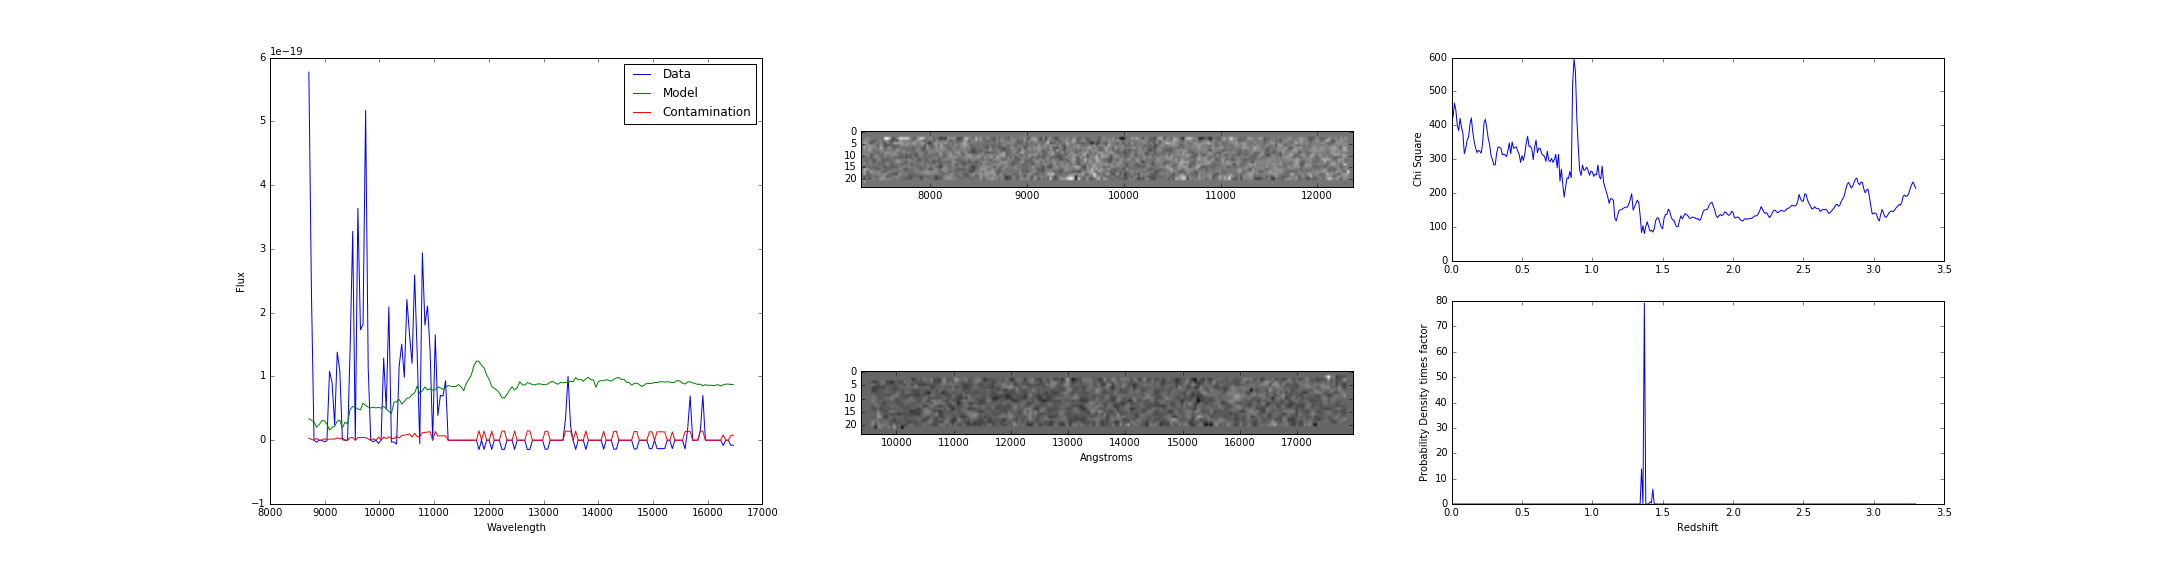 1e−19
6
5
4
3
2
1
0
−1
8000 9000 10000 11000 12000 13000 14000 15000 16000 17000
Wavelength
Flux
Data
Model
Contamination
0
5
10
15
20
8000 9000 10000 11000 12000
0
5
10
15
20
10000 11000 12000 13000 14000 15000 16000 17000
Angstroms
600
500
400
300
200
100
0
0.0 0.5 1.0 1.5 2.0 2.5 3.0 3.5
Chi Square
80
70
60
50
40
30
20
10
0
0.0 0.5 1.0 1.5 2.0 2.5 3.0 3.5
Probability Density times factor
Redshift